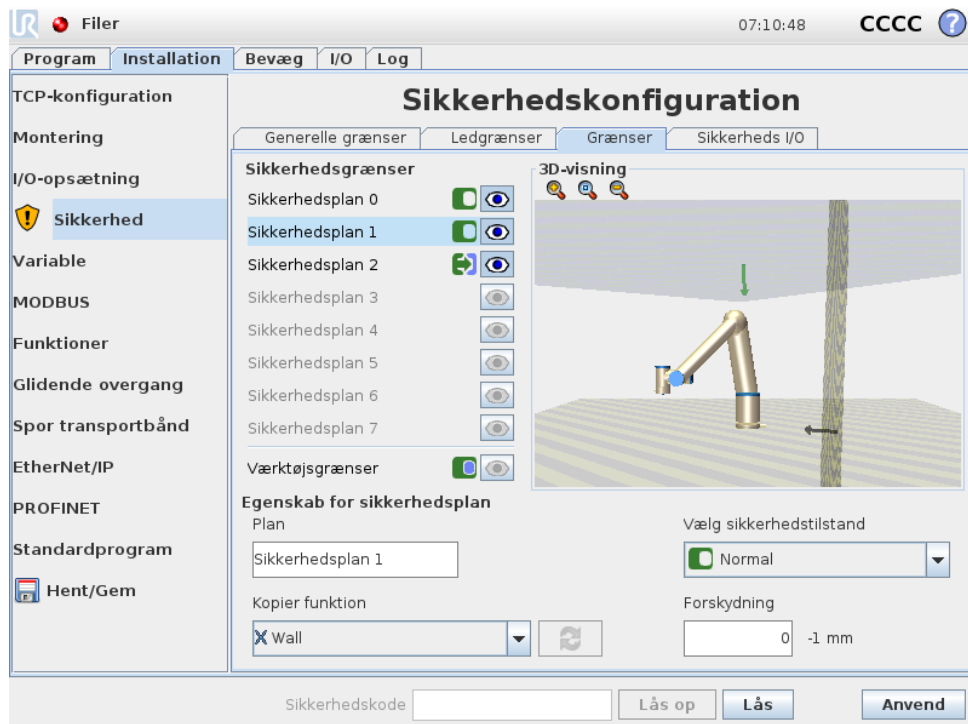 UR Filer 07:10:48 CCCC ?
Program Installation Bevæg I/O Log
TCP-konfiguration
Montering
I/O-opsætning
Sikkerhed
Variable
MODBUS
Funktioner
Glidende overgang
Spor transportbånd
EtherNet/IP
PROFINET
Standardprogram
Hent/Gem
Sikkerhedskonfiguration
Generelle grænser Ledgrænser Grænser Sikkerheds I/O
Sikkerhedsgrænser
Sikkerhedsplan 0
Sikkerhedsplan 1
Sikkerhedsplan 2
Sikkerhedsplan 3
Sikkerhedsplan 4
Sikkerhedsplan 5
Sikkerhedsplan 6
Sikkerhedsplan 7
Værktøjsgrænser
3D-visning
Egenskab for sikkerhedsplan
Plan
Sikkerhedsplan 1
Kopier funktion
Wall
Vælg sikkerhedstilstand
Normal
Forskydning
0 -1 mm
Sikkerhedskode Lås op Lås Anvend